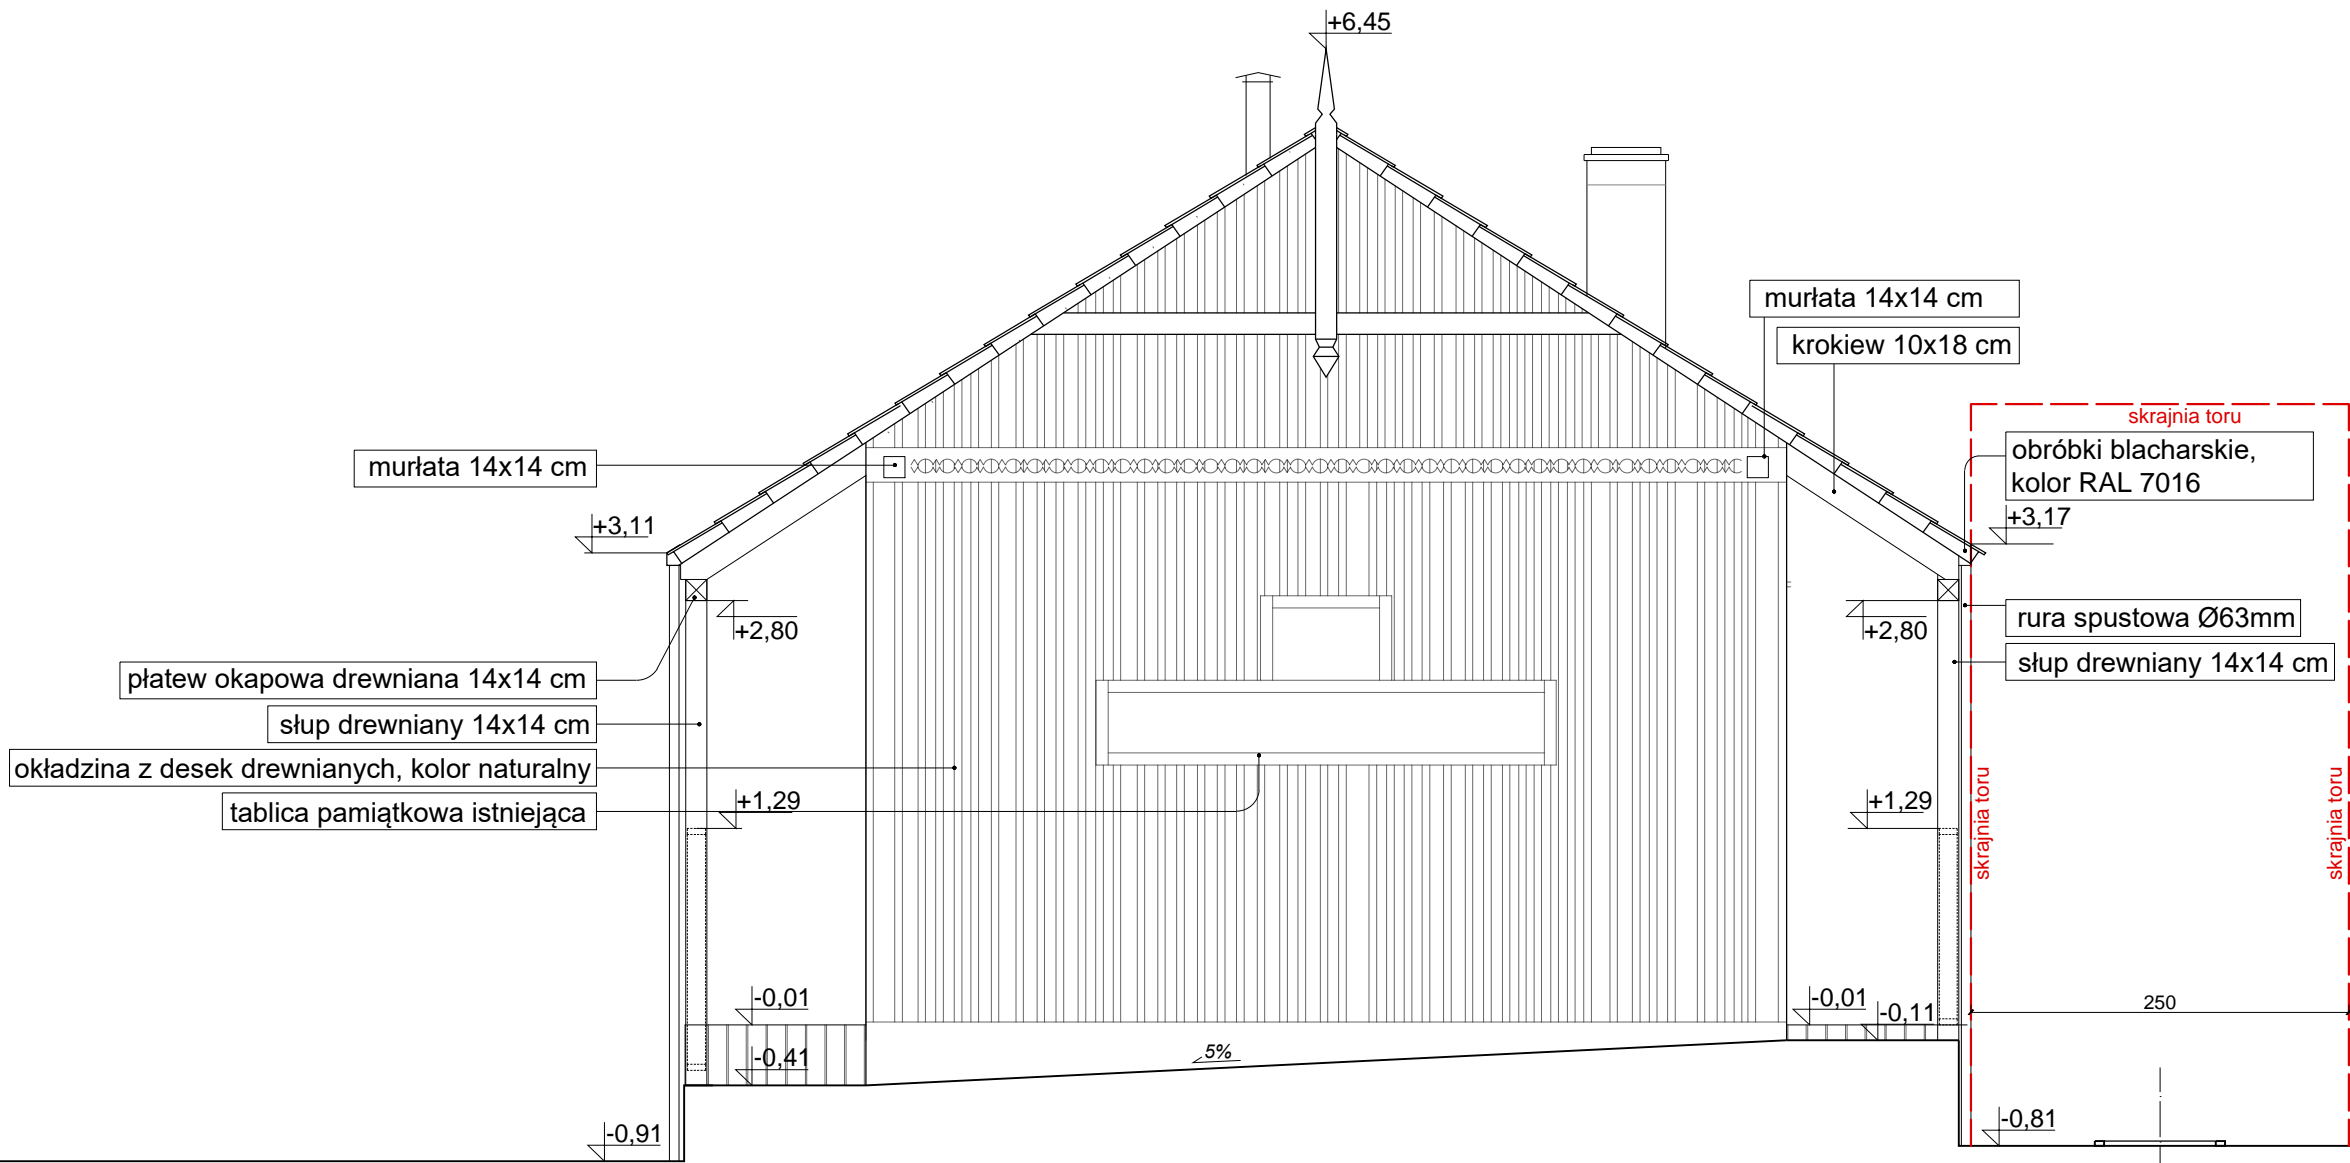 +6,45
murłata 14x14 cm
krokiew 10x18 cm
skrajnia toru
obróbki blacharskie,
kolor RAL 7016
murłata 14x14 cm
+3,11
+3,17
+2,80
+2,80
rura spustowa Ø63mm
słup drewniany 14x14 cm
płatew okapowa drewniana 14x14 cm
słup drewniany 14x14 cm
okładzina z desek drewnianych, kolor naturalny
tablica pamiątkowa istniejąca
+1,29
+1,29
skrajnia toru
skrajnia toru
-0,01
-0,01
-0,11
250
-0,41
5%
-0,91
-0,81